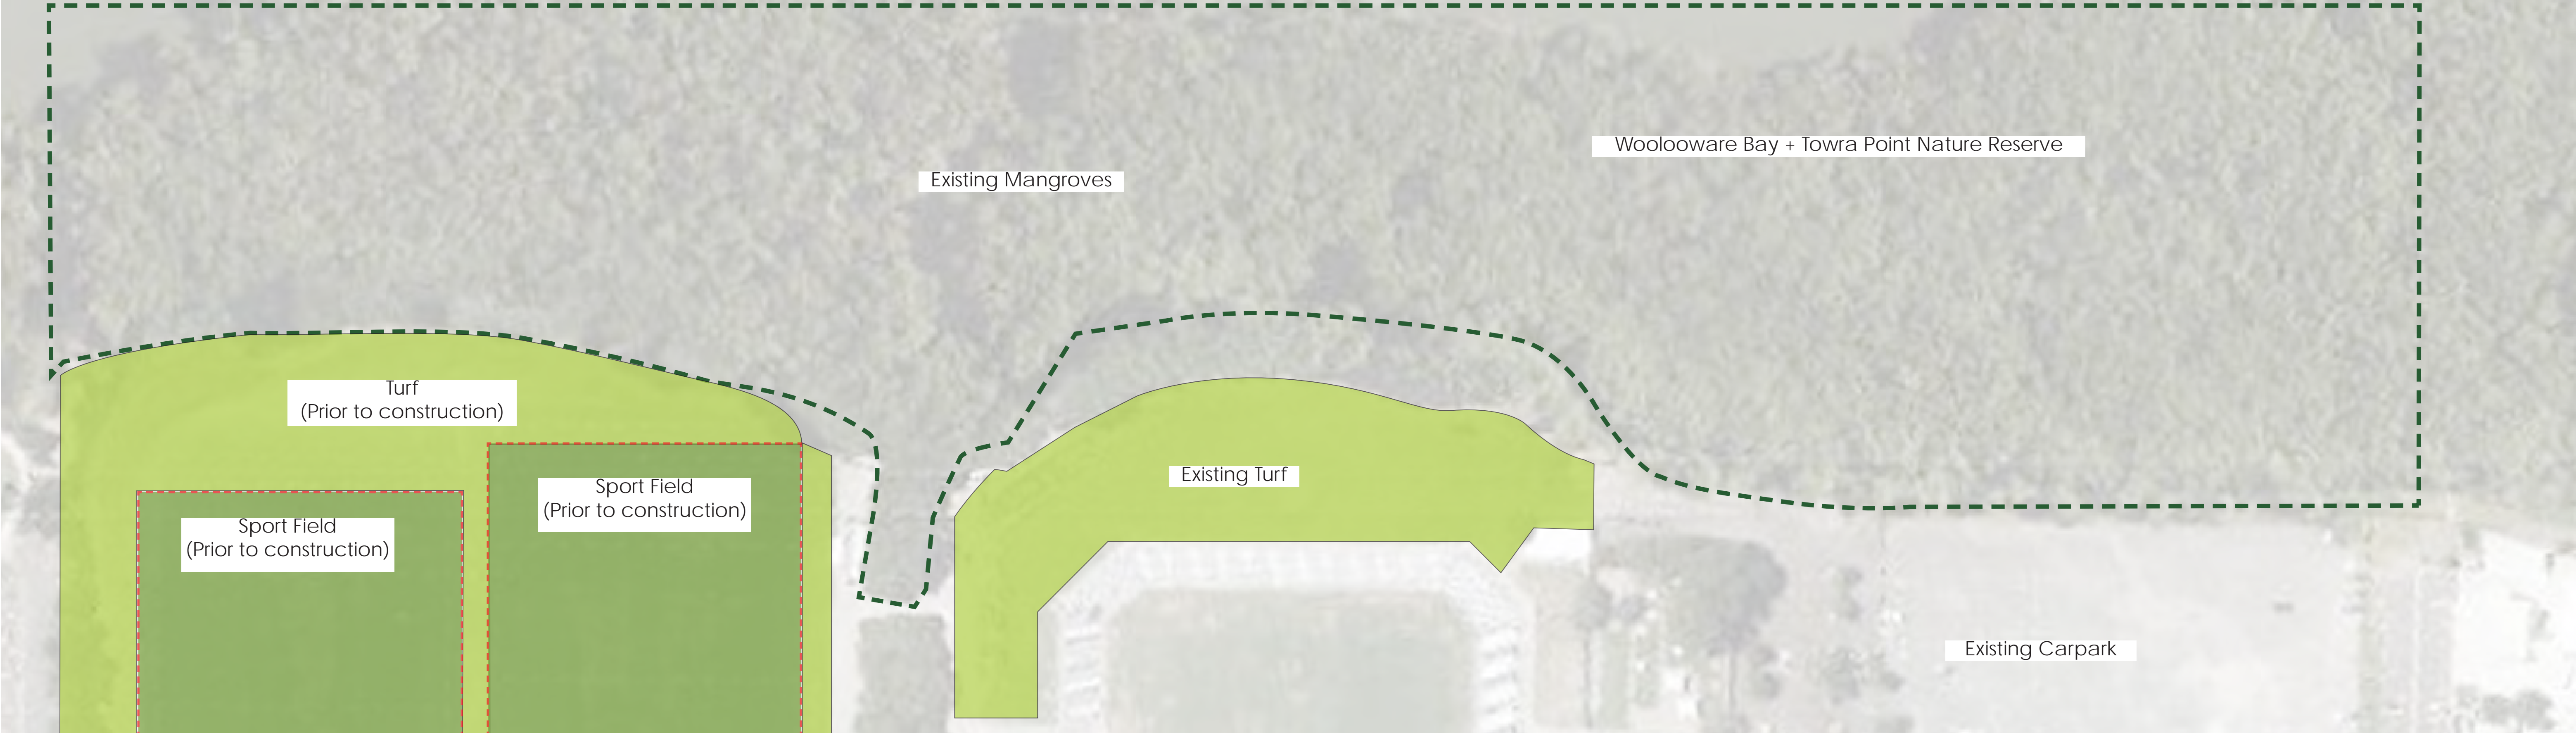 Woolooware Bay + Towra Point Nature Reserve
Existing Mangroves
Turf
(Prior to construction)
Sport Field
(Prior to construction)
Sport Field
(Prior to construction)
Existing Turf
Existing Carpark